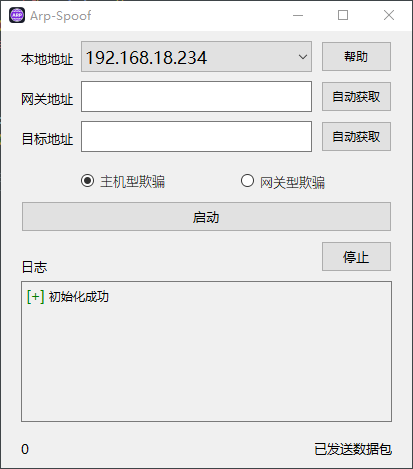 Arp-Spoof
本地地址 192.168.18.234 帮助
网关地址 自动获取
目标地址 自动获取
主机型欺骗 网关型欺骗
启动
日志 停止
[+] 初始化成功
0 已发送数据包